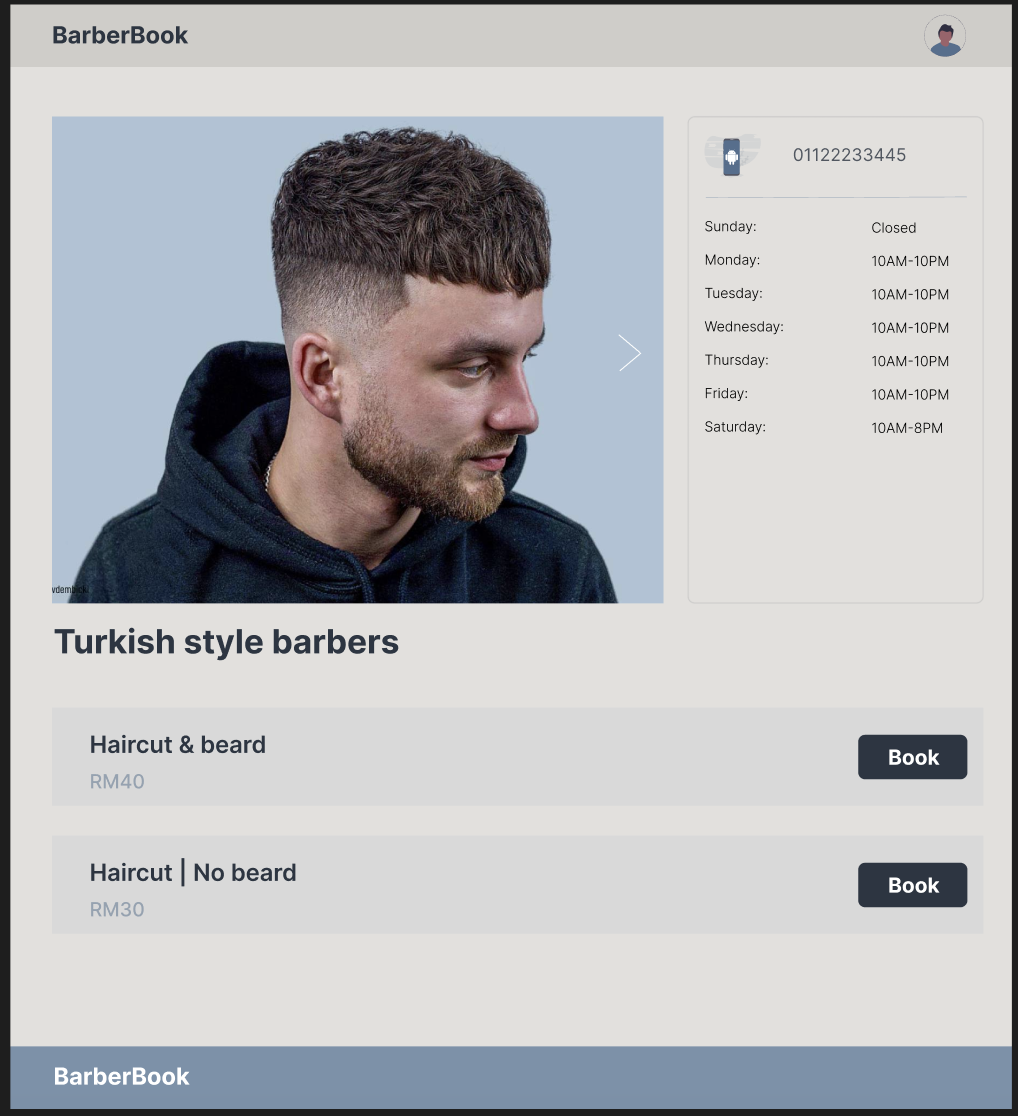 BarberBook
01122233445
Sunday: Closed
Monday: 10AM-10PM
Tuesday: 10AM-10PM
Wednesday: 10AM-10PM
Thursday: 10AM-10PM
Friday: 10AM-10PM
Saturday: 10AM-8PM
Turkish style barbers
Haircut & beard
RM40
Book
Haircut | No beard
RM30
Book
BarberBook